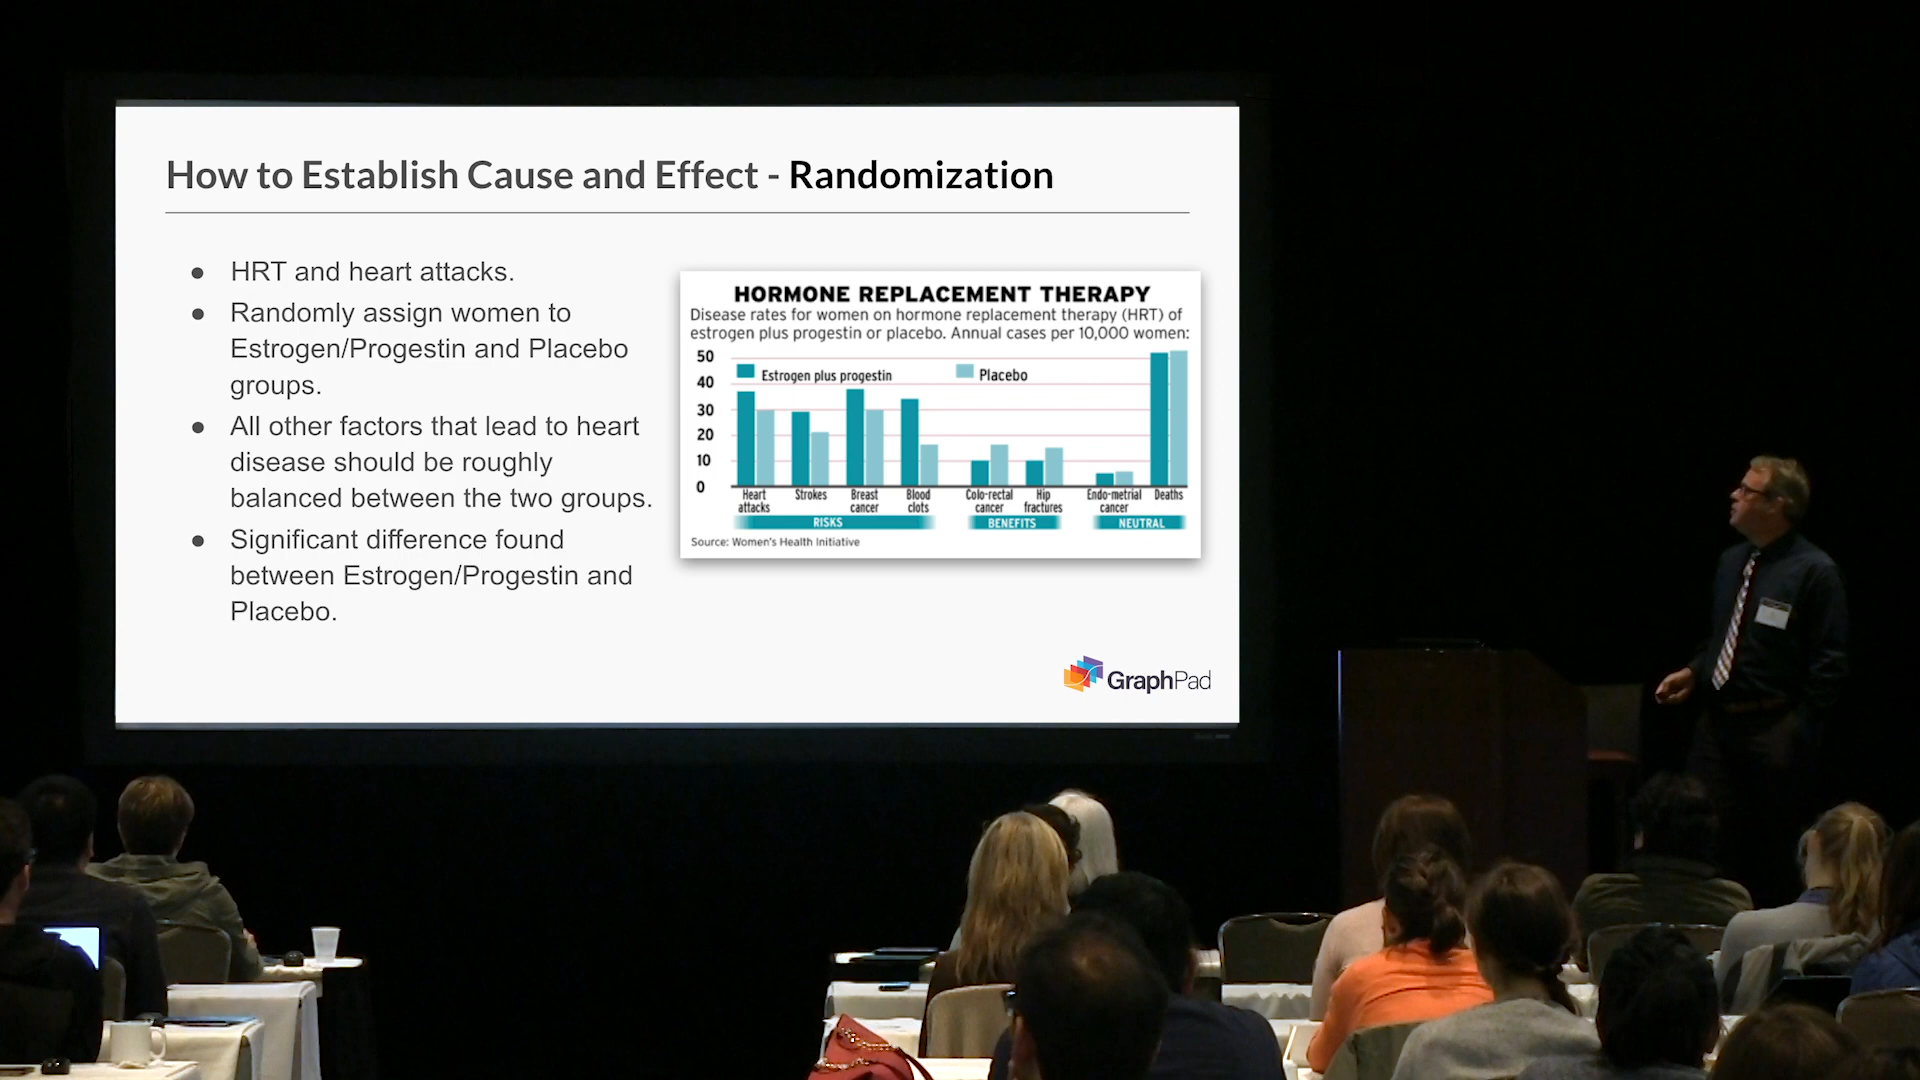 How to Establish Cause and Effect - Randomization
● HRT and heart attacks.
● Randomly assign women to
Estrogen/Progestin and Placebo
groups.
● All other factors that lead to heart
disease should be roughly
balanced between the two groups.
● Significant difference found
between Estrogen/Progestin and
Placebo.
HORMONE REPLACEMENT THERAPY
Disease rates for women on hormone replacement therapy (HRT) of
estrogen plus progestin or placebo. Annual cases per 10,000 women:
50
40
30
20
10
0
Estrogen plus progestin Placebo
Heart Strokes Breast Blood Colo-rectal Hip Endo-metrial Deaths
attacks cancer clots cancer fractures cancer
RISKS BENEFITS NEUTRAL
Source: Women's Health Initiative
GraphPad